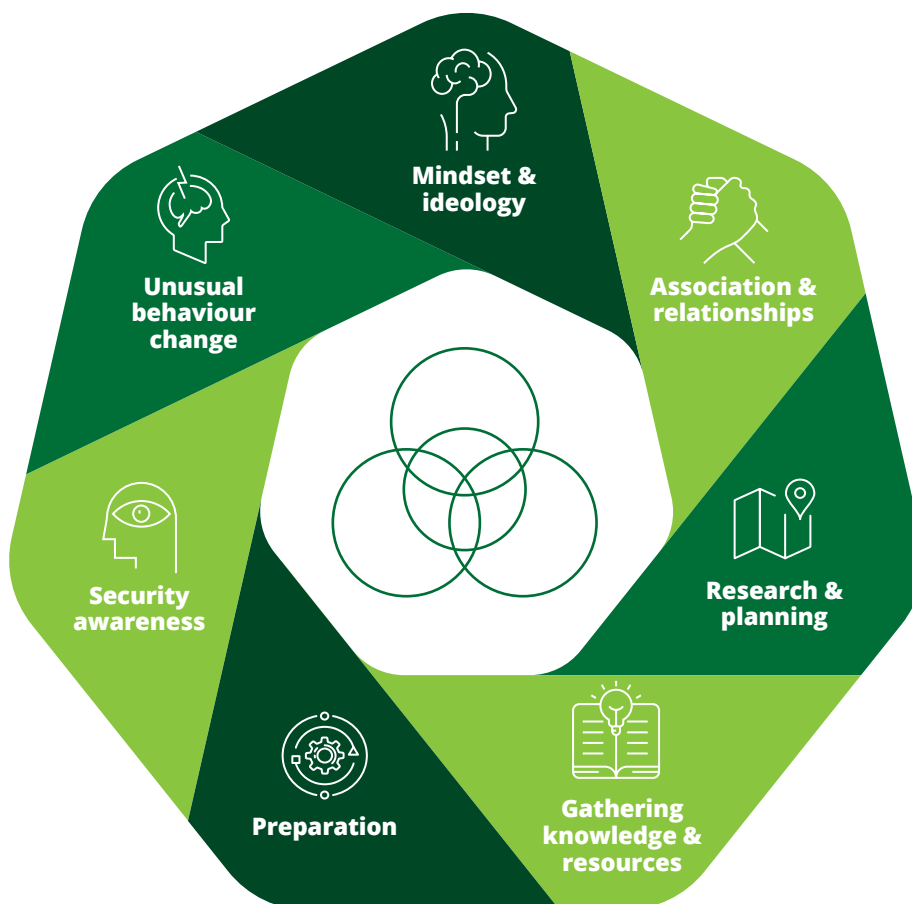 Mindset &
ideology
Association &
relationships
Research &
planning
Gathering
knowledge &
resources
Preparation
Security
awareness
Unusual
behaviour
change